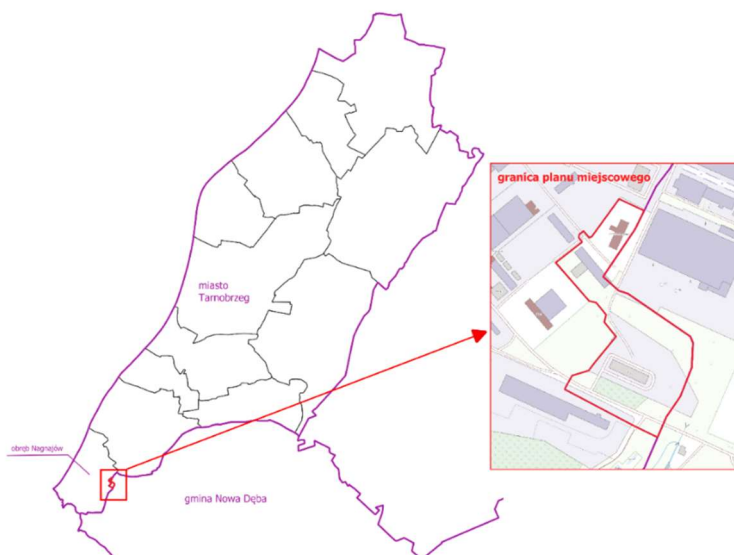 granica planu miejscowego
miasto
Tarnobrzeg
obręb Nagnajów
gmina Nowa Dęba